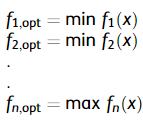 f1,opt = min f1(x)
f2,opt = min f2(x)
.
.
fn,opt = max fn(x)